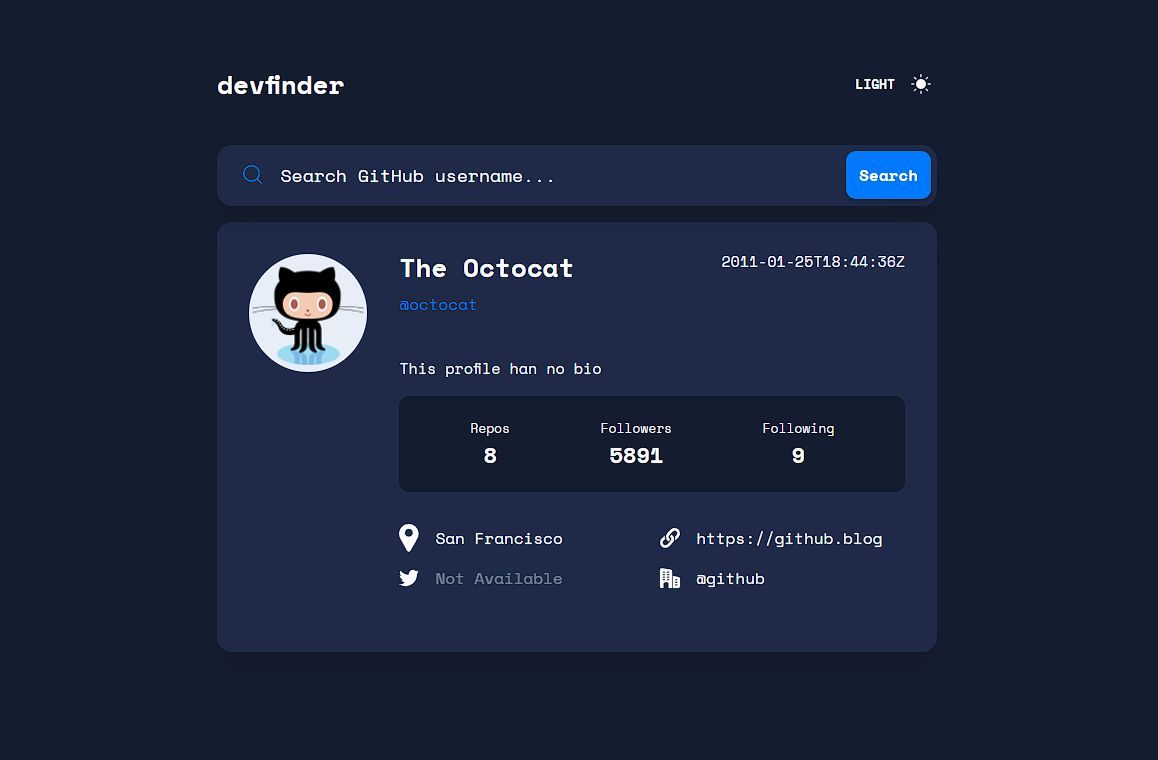 devfinder
LIGHT
Search GitHub username...
Search
The Octocat
2011-01-25T18:44:36Z
@octocat
This profile han no bio
Repos
Followers
Following
8
5891
9
San Francisco
https://github.blog
Not Available
@github